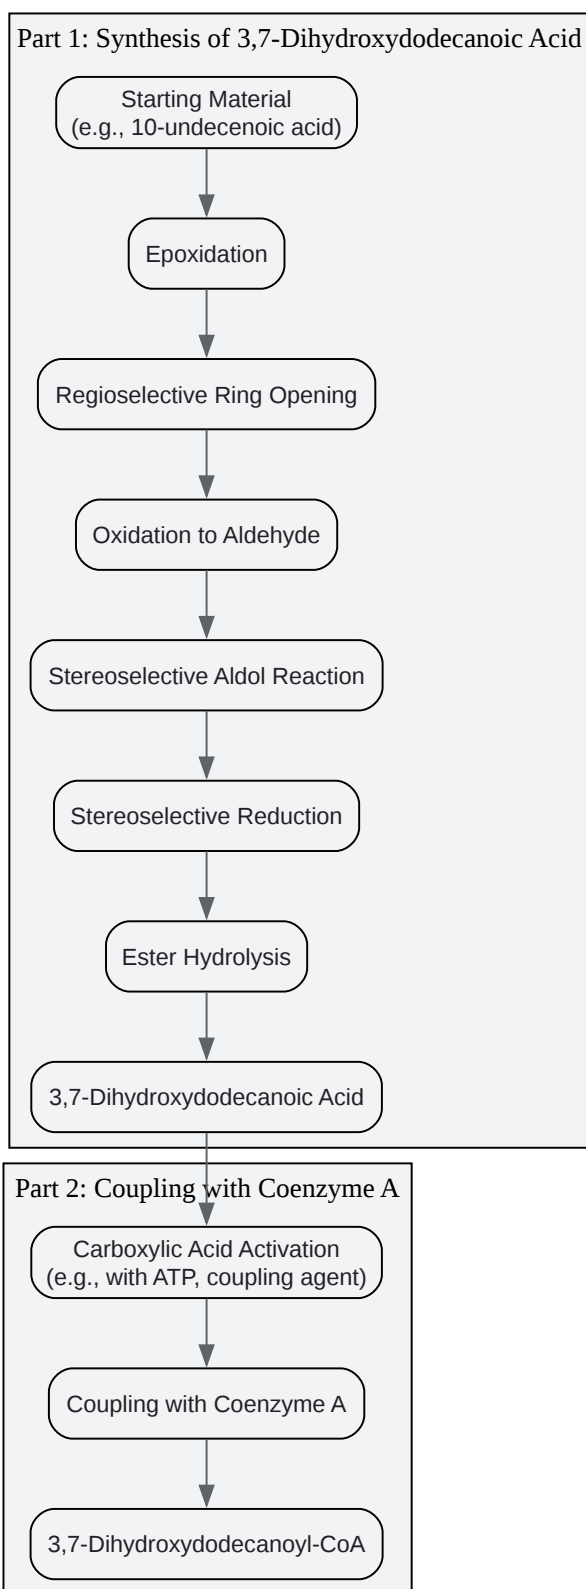 Part 1: Synthesis of 3,7-Dihydroxydodecanoic Acid
Starting Material
(e.g., 10-undecenoic acid)
Epoxidation
Regioselective Ring Opening
Oxidation to Aldehyde
Stereoselective Aldol Reaction
Stereoselective Reduction
Ester Hydrolysis
3,7-Dihydroxydodecanoic Acid
Part 2: Coupling with Coenzyme A
Carboxylic Acid Activation
(e.g., with ATP, coupling agent)
Coupling with Coenzyme A
3,7-Dihydroxydodecanoyl-CoA